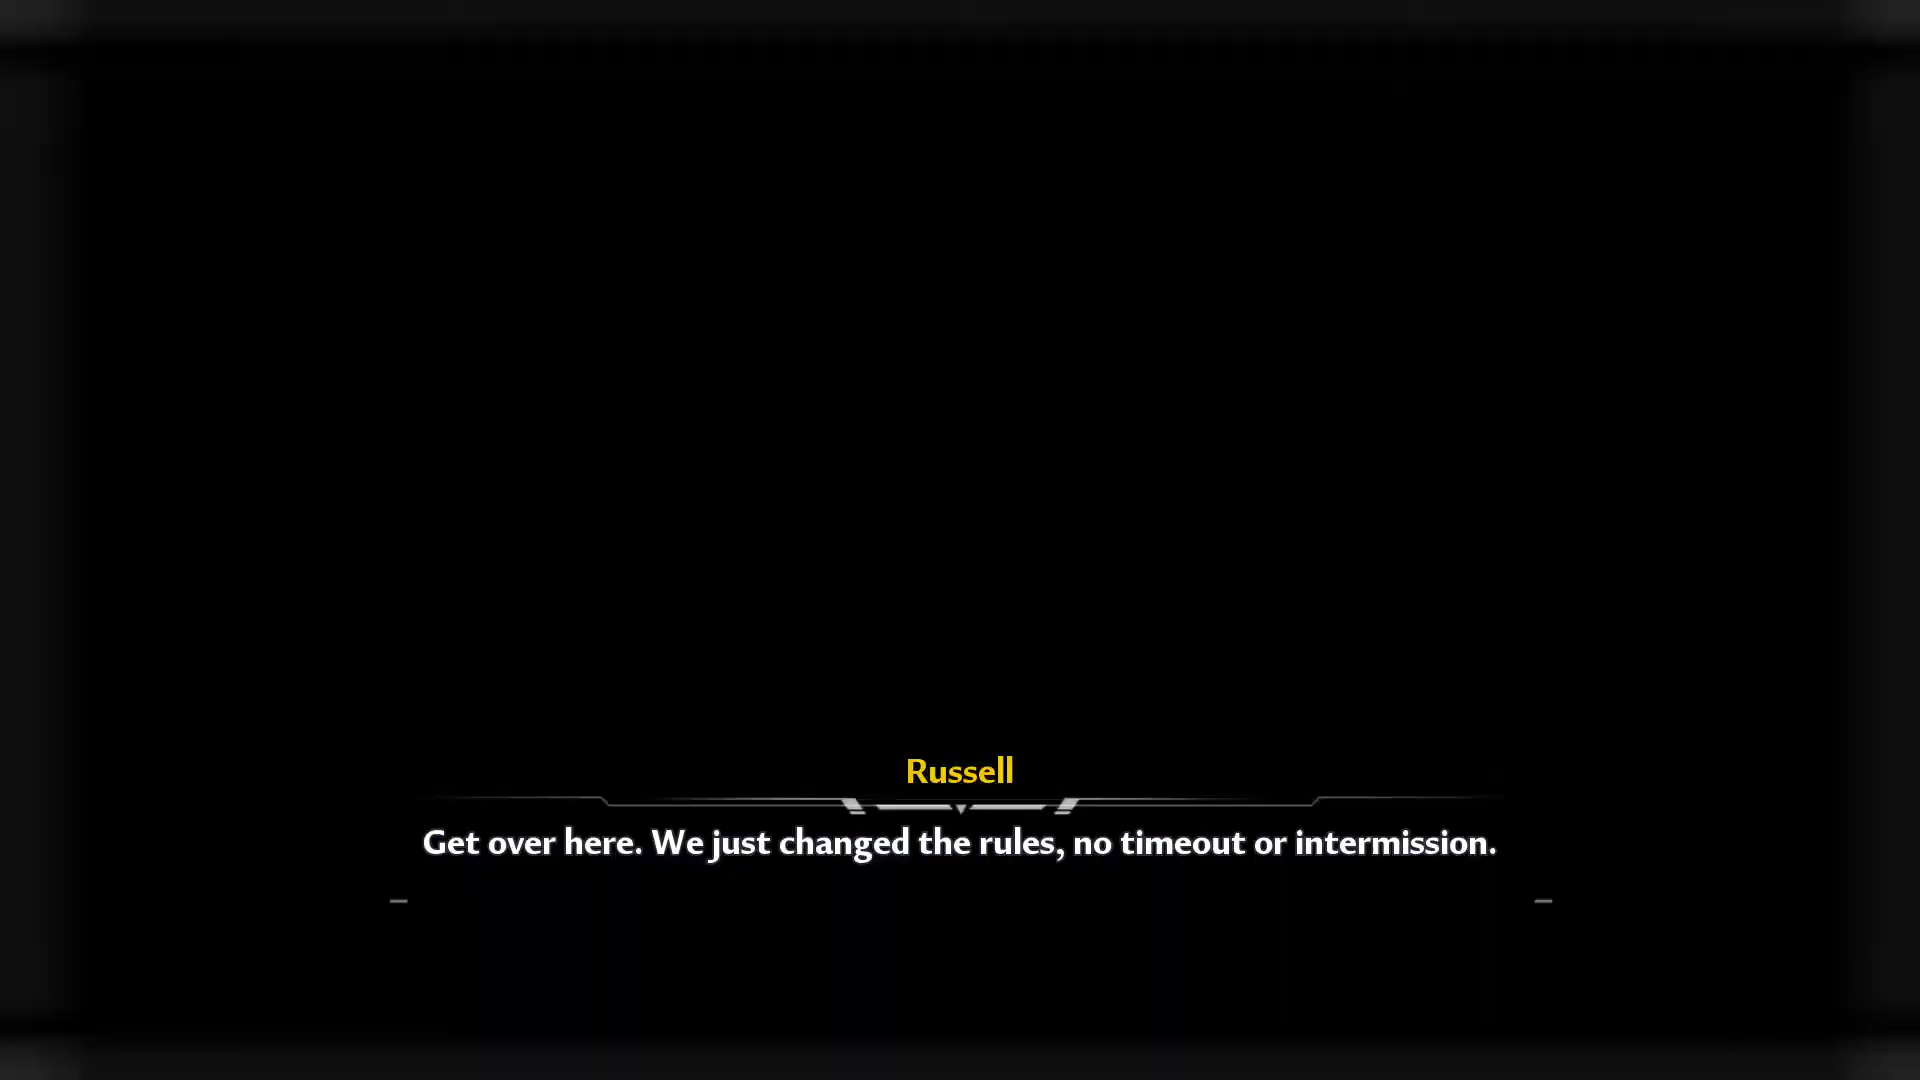 Russell
Get over here. We just changed the rules, no timeout or intermission.